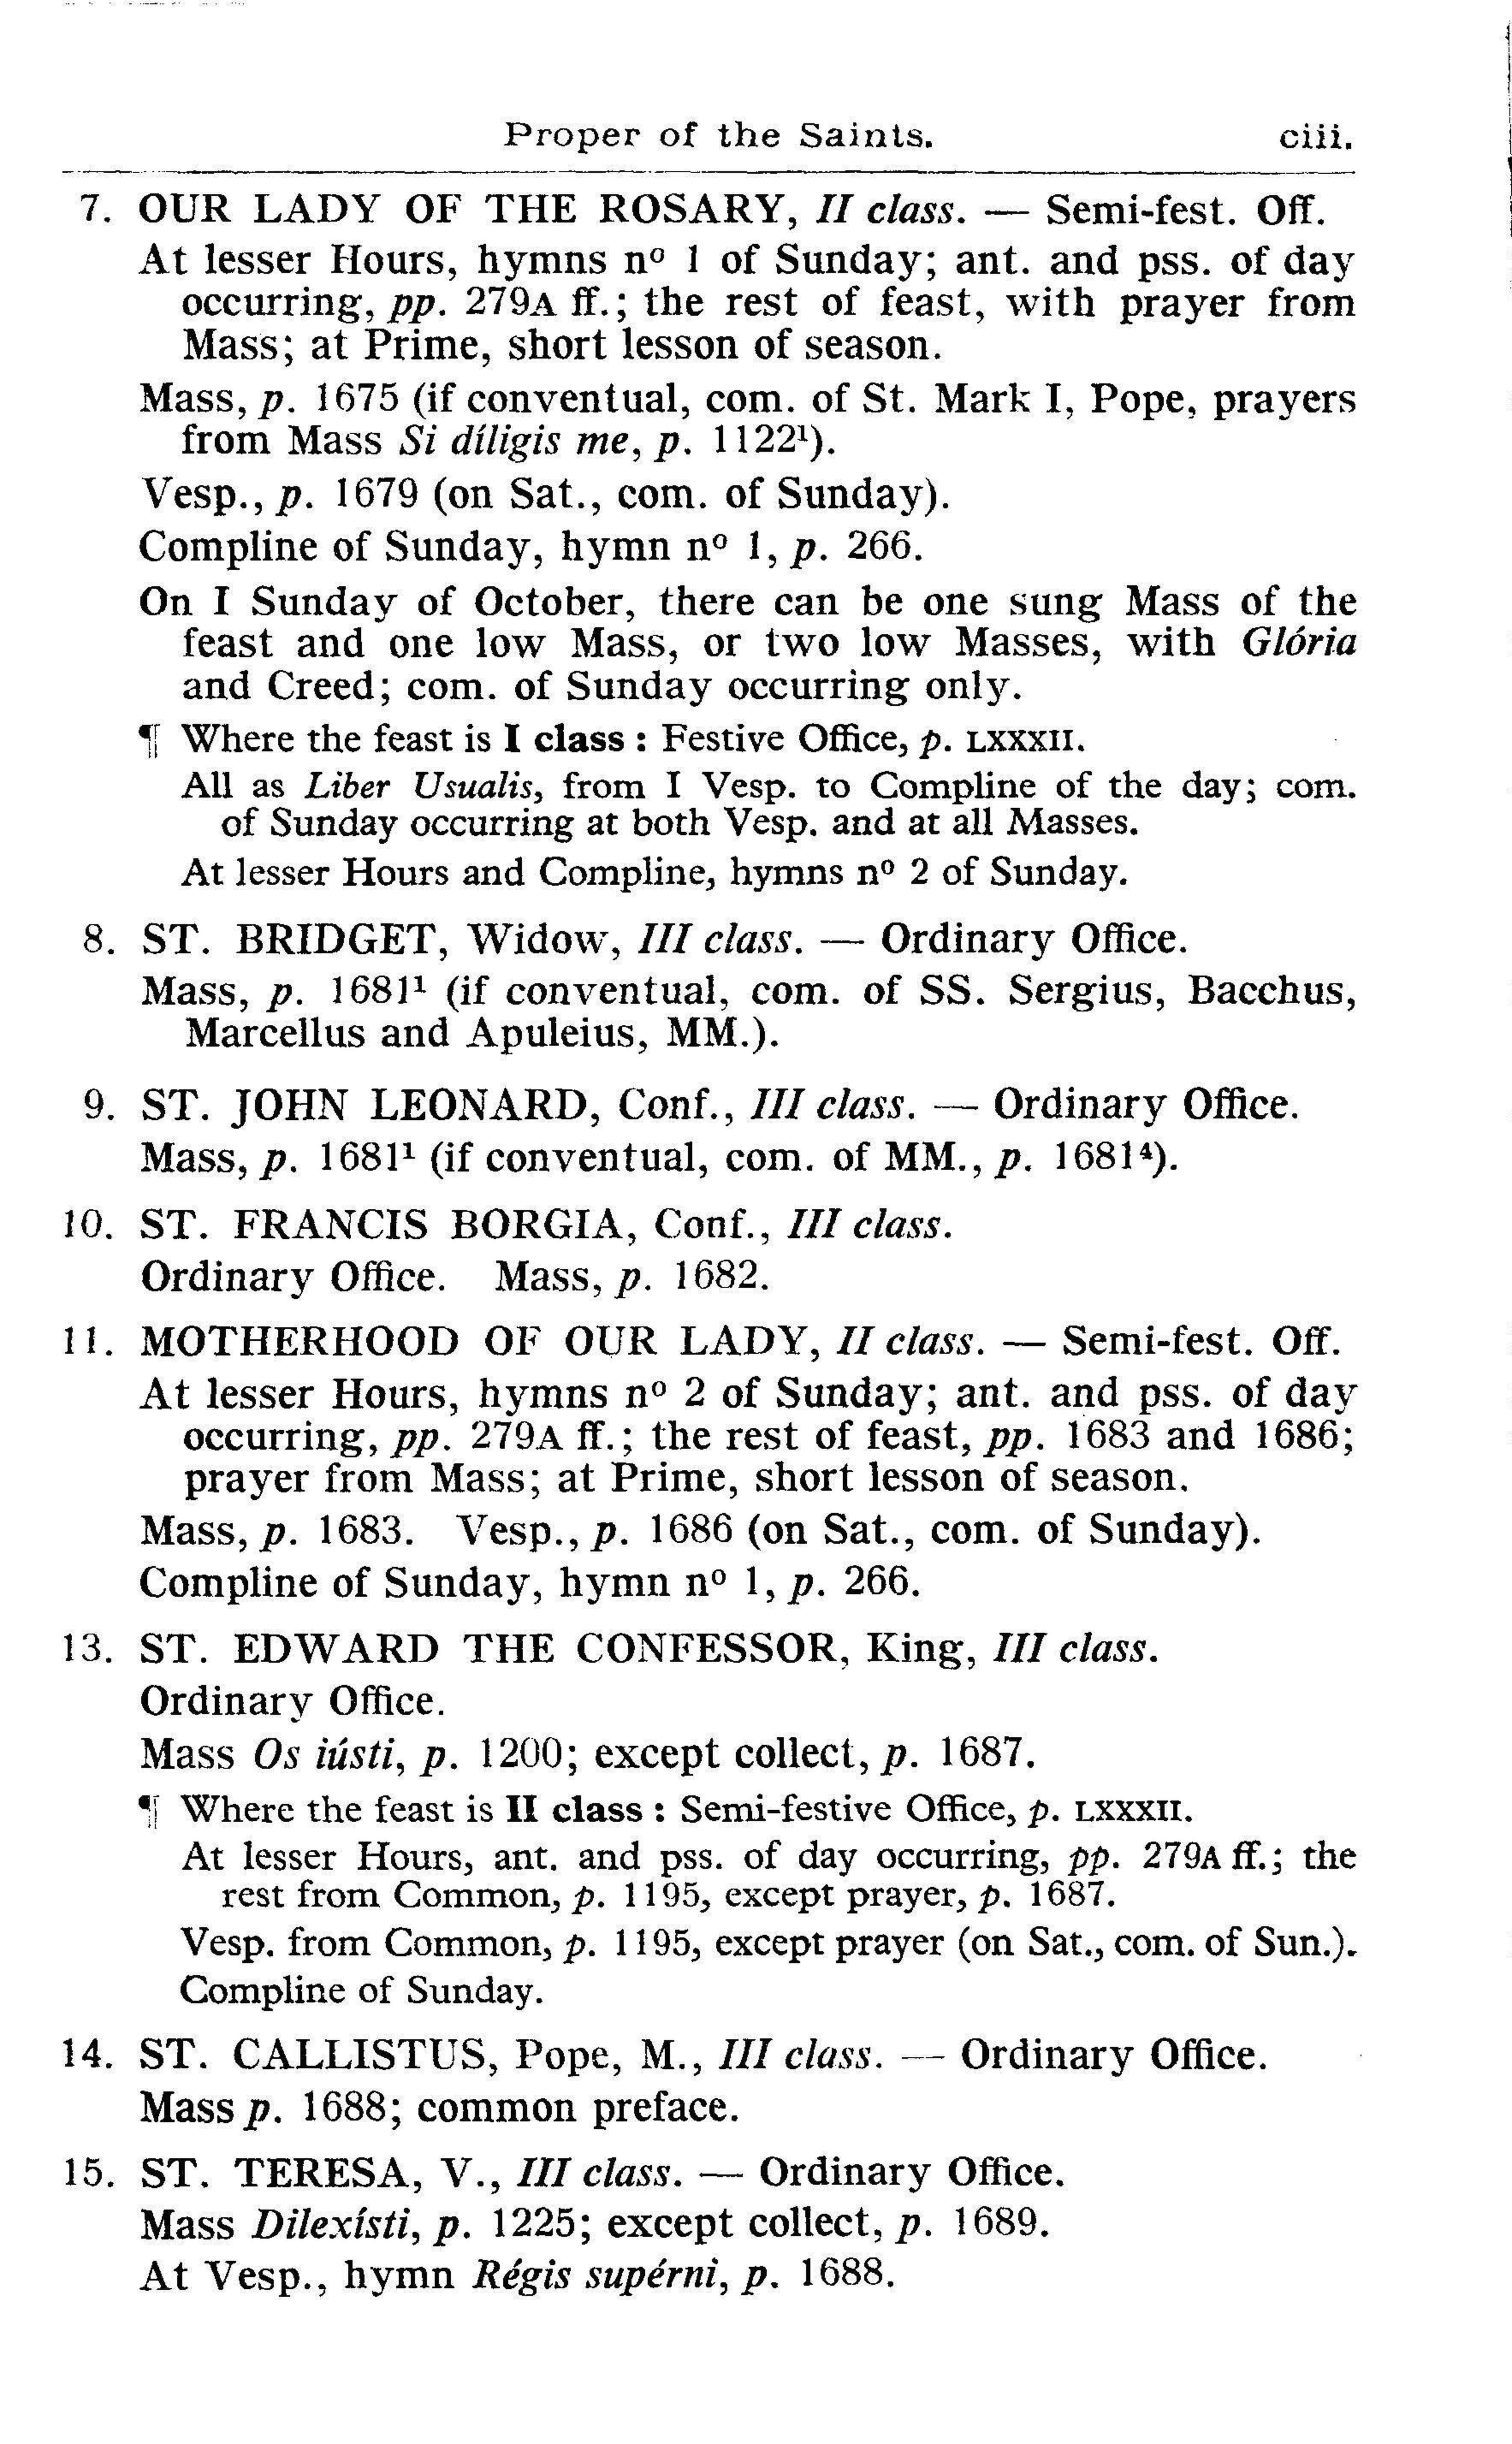 Proper of the Saints. ciii.
7. OUR LADY OF THE ROSARY, II class. — Semi-fest. Off.
At lesser Hours, hymns nº 1 of Sunday; ant. and pss. of day
occurring, pp. 279A ff.; the rest of feast, with prayer from
Mass; at Prime, short lesson of season.
Mass, p. 1675 (if conventual, com. of St. Mark I, Pope, prayers
from Mass Si díligis me, p. 1122¹).
Vesp., p. 1679 (on Sat., com. of Sunday).
Compline of Sunday, hymn nº 1, p. 266.
On I Sunday of October, there can be one sung Mass of the
feast and one low Mass, or two low Masses, with Glória
and Creed; com. of Sunday occurring only.
¶ Where the feast is I class : Festive Office, p. LXXXII.
All as Liber Usualis, from I Vesp. to Compline of the day; com.
of Sunday occurring at both Vesp. and at all Masses.
At lesser Hours and Compline, hymns nº 2 of Sunday.
8. ST. BRIDGET, Widow, III class. — Ordinary Office.
Mass, p. 1681¹ (if conventual, com. of SS. Sergius, Bacchus,
Marcellus and Apuleius, MM.).
9. ST. JOHN LEONARD, Conf., III class. — Ordinary Office.
Mass, p. 1681¹ (if conventual, com. of MM., p. 1681⁴).
10. ST. FRANCIS BORGIA, Conf., III class.
Ordinary Office. Mass, p. 1682.
11. MOTHERHOOD OF OUR LADY, II class. — Semi-fest. Off.
At lesser Hours, hymns nº 2 of Sunday; ant. and pss. of day
occurring, pp. 279A ff.; the rest of feast, pp. 1683 and 1686;
prayer from Mass; at Prime, short lesson of season.
Mass, p. 1683. Vesp., p. 1686 (on Sat., com. of Sunday).
Compline of Sunday, hymn nº 1, p. 266.
13. ST. EDWARD THE CONFESSOR, King, III class.
Ordinary Office.
Mass Os iústi, p. 1200; except collect, p. 1687.
¶ Where the feast is II class : Semi-festive Office, p. LXXXII.
At lesser Hours, ant. and pss. of day occurring, pp. 279A ff.; the
rest from Common, p. 1195, except prayer, p. 1687.
Vesp. from Common, p. 1195, except prayer (on Sat., com. of Sun.).
Compline of Sunday.
14. ST. CALLISTUS, Pope, M., III class. — Ordinary Office.
Mass p. 1688; common preface.
15. ST. TERESA, V., III class. — Ordinary Office.
Mass Dilexísti, p. 1225; except collect, p. 1689.
At Vesp., hymn Régis supérni, p. 1688.